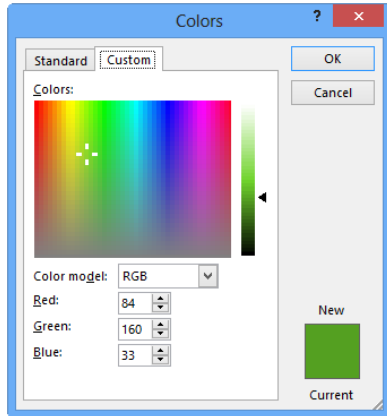 Colors
?
Standard Custom
OK
Cancel
Colors:
Color model: RGB
Red: 84
Green: 160
Blue: 33
New
Current